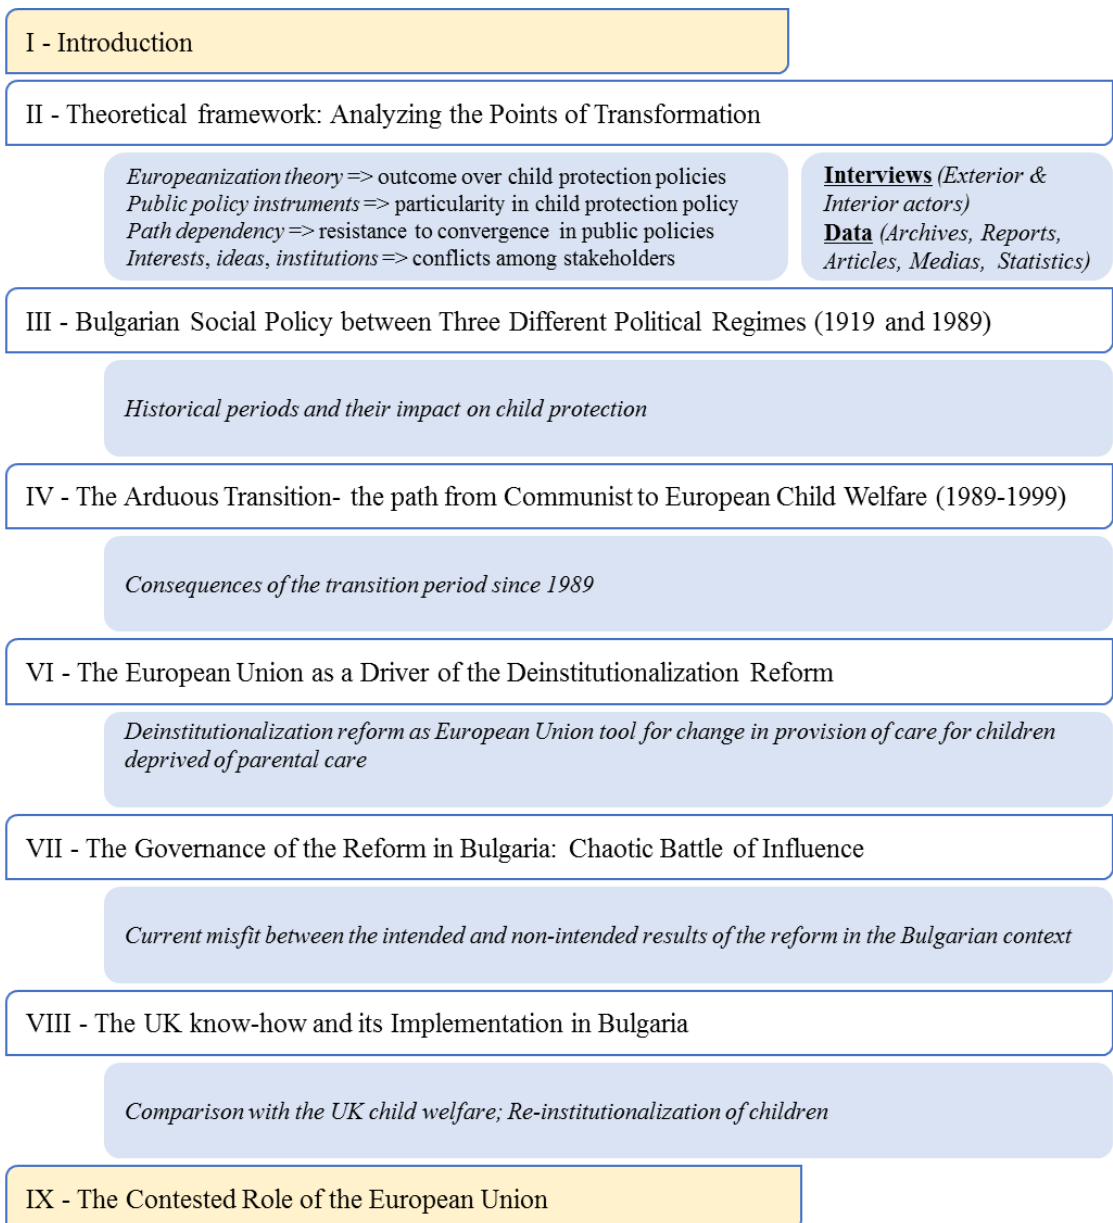 I - Introduction
II - Theoretical framework: Analyzing the Points of Transformation
Europeanization theory => outcome over child protection policies
Public policy instruments => particularity in child protection policy
Path dependency => resistance to convergence in public policies
Interests, ideas, institutions => conflicts among stakeholders
Interviews (Exterior &
Interior actors)
Data (Archives, Reports,
Articles, Medias, Statistics)
III - Bulgarian Social Policy between Three Different Political Regimes (1919 and 1989)
Historical periods and their impact on child protection
IV - The Arduous Transition- the path from Communist to European Child Welfare (1989-1999)
Consequences of the transition period since 1989
VI - The European Union as a Driver of the Deinstitutionalization Reform
Deinstitutionalization reform as European Union tool for change in provision of care for children
deprived of parental care
VII - The Governance of the Reform in Bulgaria: Chaotic Battle of Influence
Current misfit between the intended and non-intended results of the reform in the Bulgarian context
VIII - The UK know-how and its Implementation in Bulgaria
Comparison with the UK child welfare; Re-institutionalization of children
IX - The Contested Role of the European Union